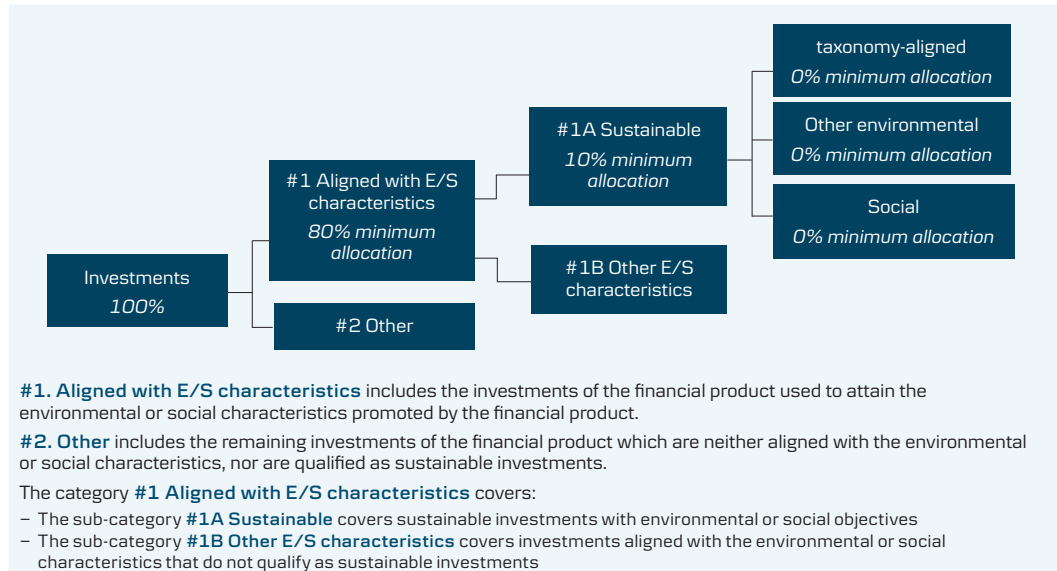 taxonomy-aligned
0% minimum allocation
#1A Sustainable
10% minimum
allocation
Other environmental
0% minimum allocation
#1 Aligned with E/S
characteristics
80% minimum
allocation
Social
0% minimum allocation
#1B Other E/S
characteristics
Investments
100%
#2 Other
#1. Aligned with E/S characteristics includes the investments of the financial product used to attain the
environmental or social characteristics promoted by the financial product.
#2. Other includes the remaining investments of the financial product which are neither aligned with the environmental
or social characteristics, nor are qualified as sustainable investments.
The category #1 Aligned with E/S characteristics covers:
– The sub-category #1A Sustainable covers sustainable investments with environmental or social objectives
– The sub-category #1B Other E/S characteristics covers investments aligned with the environmental or social
characteristics that do not qualify as sustainable investments